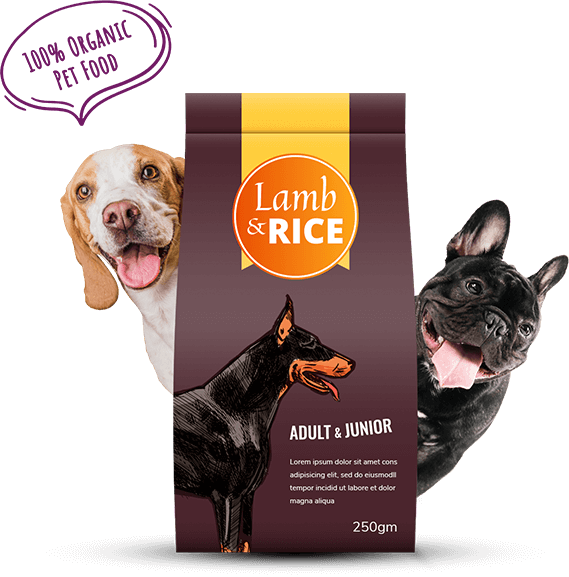 100% ORGANIC
PET FOOD
Lamb
& RICE
ADULT & JUNIOR
Lorem ipsum dolor sit amet cons
adipisicing elit, sed do eiusmodll
tempor incidid ut labore et dolore
magna aliqua
250gm